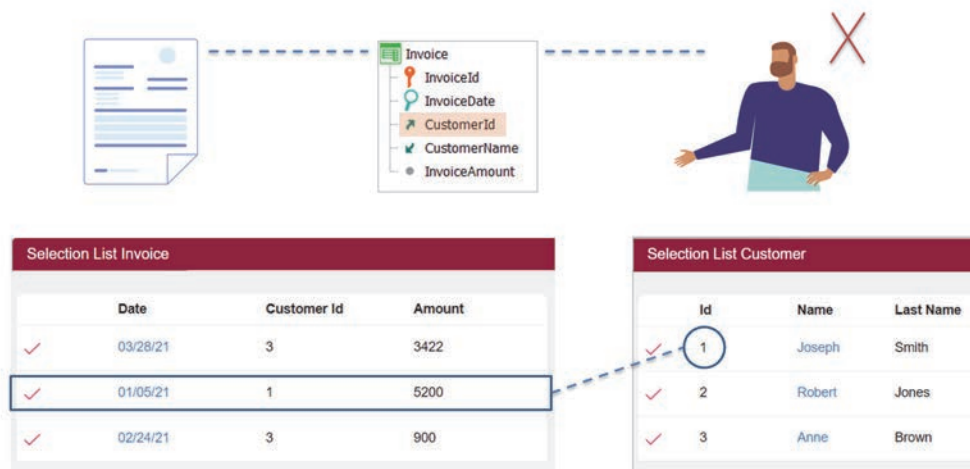 Invoice
InvoiceId
InvoiceDate
CustomerId
CustomerName
InvoiceAmount
Selection List Invoice
Date Customer Id Amount
03/28/21 3 3422
01/05/21 1 5200
02/24/21 3 900
Selection List Customer
Id Name Last Name
1 Joseph Smith
2 Robert Jones
3 Anne Brown